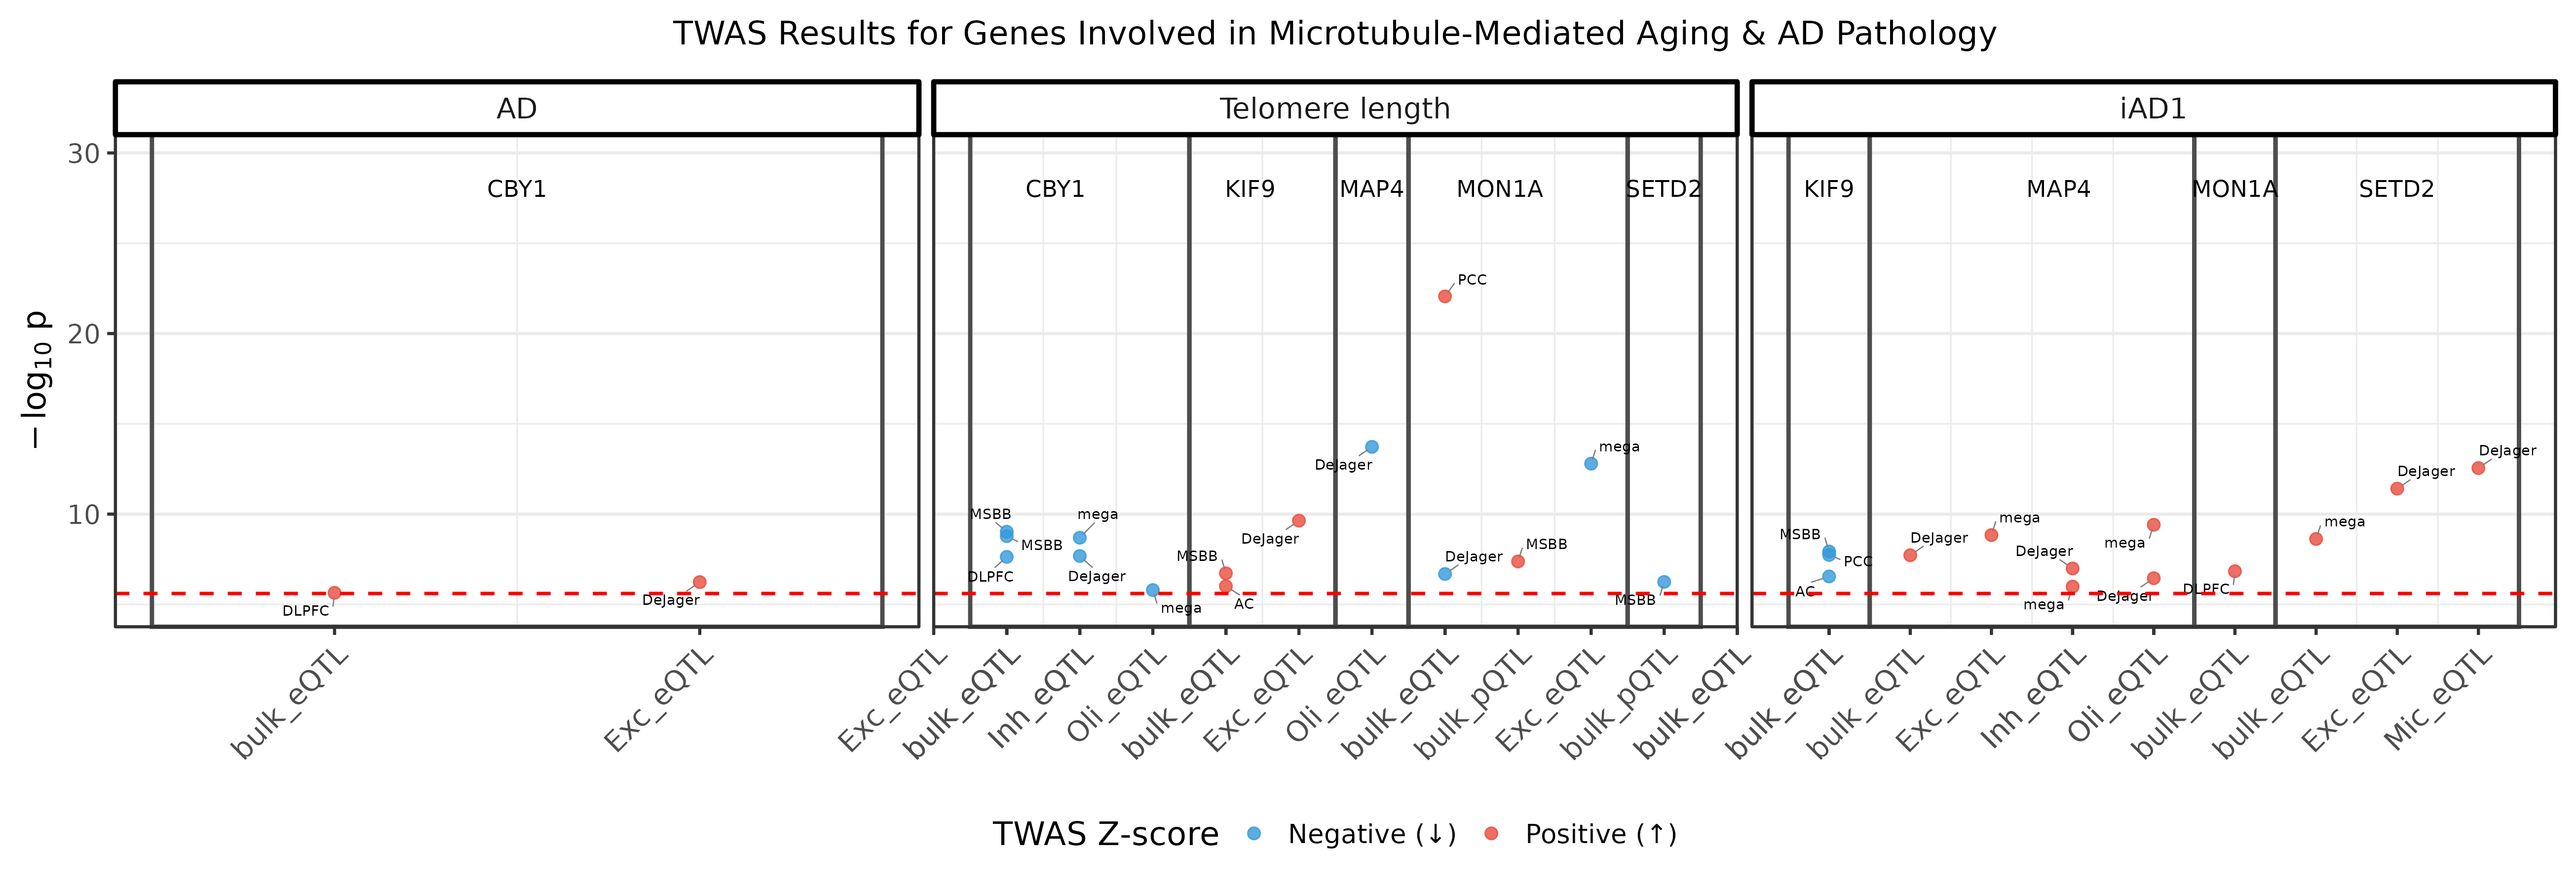 TWAS Results for Genes Involved in Microtubule-Mediated Aging & AD Pathology
AD
Telomere length
iAD1
− log10 p
30
20
10
CBY1
CBY1
KIF9
MAP4
MON1A
SETD2
KIF9
MAP4
MON1A
SETD2
DLPFC
DeJager
MSBB
MSBB
DLPFC
mega
DeJager
mega
MSBB
AC
DeJager
DeJager
PCC
DeJager
MSBB
mega
MSBB
MSBB
PCC
AC
DeJager
mega
DeJager
mega
mega
DeJager
DLPFC
mega
DeJager
DeJager
bulk_eQTL
Exc_eQTL
Exc_eQTL
bulk_eQTL
Inh_eQTL
Oli_eQTL
bulk_eQTL
Exc_eQTL
Oli_eQTL
bulk_eQTL
bulk_pQTL
Exc_eQTL
bulk_pQTL
bulk_eQTL
bulk_eQTL
bulk_eQTL
Exc_eQTL
Inh_eQTL
Oli_eQTL
bulk_eQTL
bulk_eQTL
Exc_eQTL
Mic_eQTL
TWAS Z-score
Negative (↓)
Positive (↑)